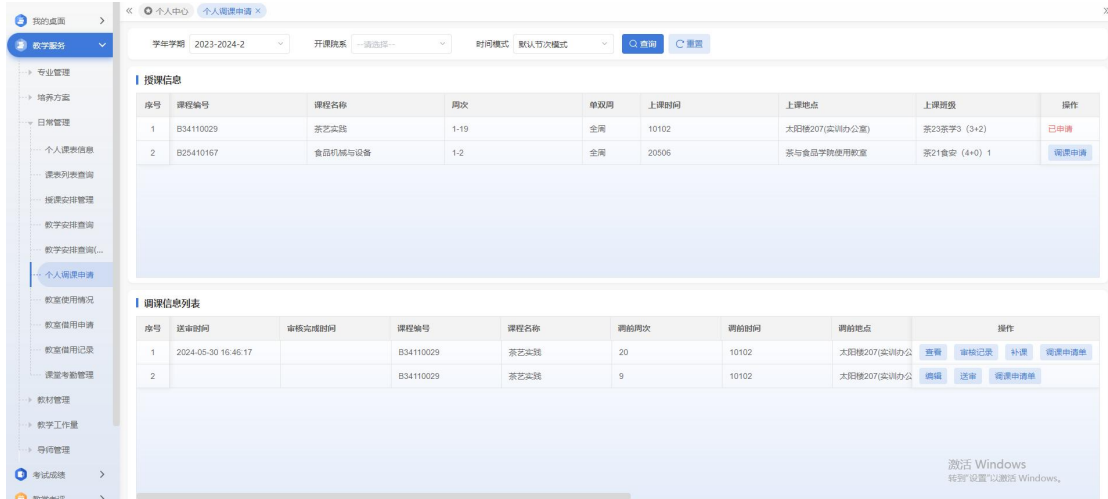 我的桌面
个人中心 个人调课申请 ×
教学服务
学年学期 2023-2024-2 开课院系 --请选择-- 时间模式 默认节次模式 查询 重置
专业管理
培养方案
日常管理
个人课表信息
课表列表查询
授课安排管理
教学安排查询
教学安排查询(...
个人调课申请
教室使用情况
教室借用申请
教室借用记录
课堂考勤管理
教材管理
教学工作量
导师管理
考试成绩
授课信息
序号 课程编号 课程名称 周次 单双周 上课时间 上课地点 上课班级 操作
1 B34110029 茶艺实践 1-19 全周 10102 太阳楼207(实训办公室) 茶23茶学3（3+2） 已申请
2 B25410167 食品机械与设备 1-2 全周 20506 茶与食品学院使用教室 茶21食安（4+0）1 调课申请
调课信息列表
序号 送审时间 审核完成时间 课程编号 课程名称 调前周次 调前时间 调前地点 操作
1 2024-05-30 16:46:17 B34110029 茶艺实践 20 10102 太阳楼207(实训办公 查看 审核记录 补课 调课申请单
2 B34110029 茶艺实践 9 10102 太阳楼207(实训办公 编辑 送审 调课申请单
激活 Windows
转到"设置"以激活 Windows。